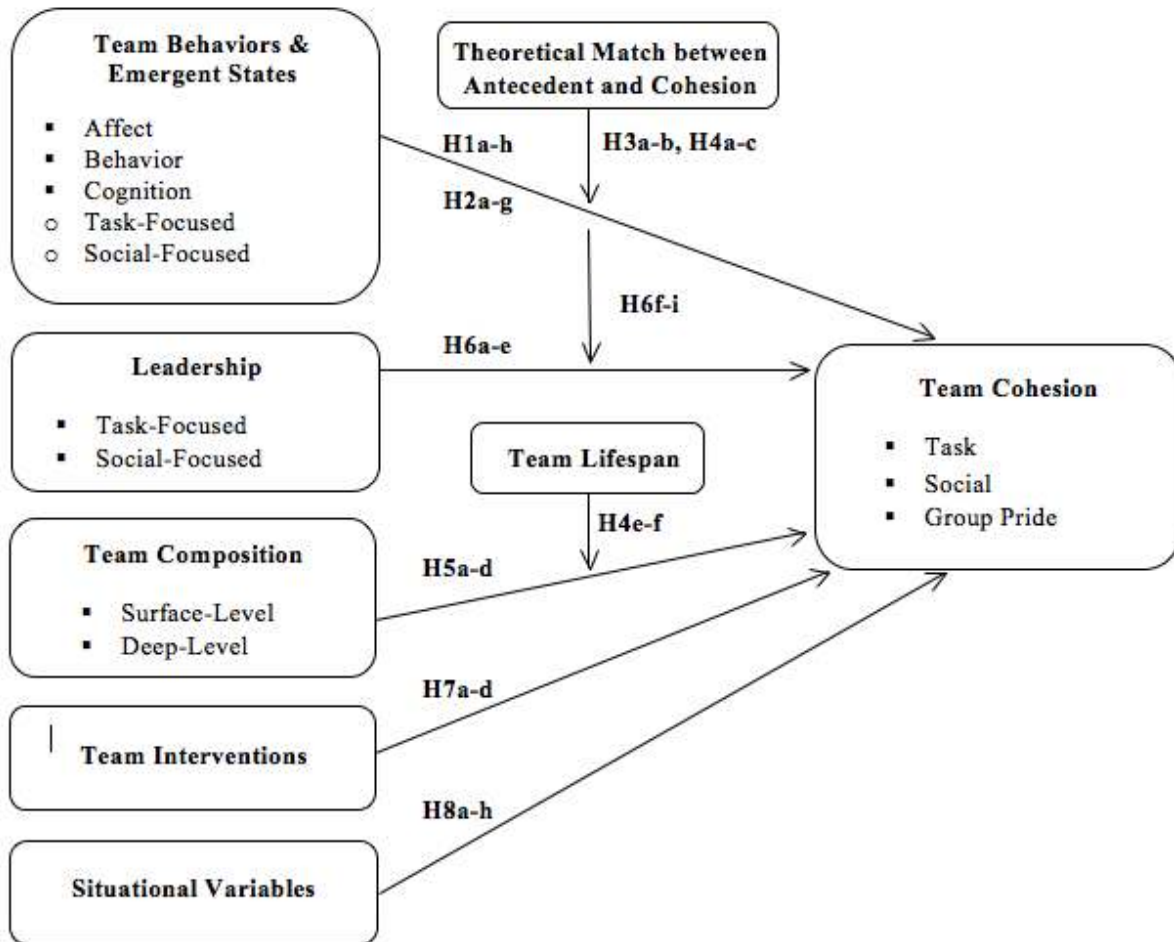 Team Behaviors &
Emergent States
▪ Affect
▪ Behavior
▪ Cognition
○ Task-Focused
○ Social-Focused
Theoretical Match between
Antecedent and Cohesion
H1a-h
H3a-b, H4a-c
H2a-g
H6f-i
H6a-e
Leadership
▪ Task-Focused
▪ Social-Focused
Team Lifespan
H4e-f
Team Cohesion
▪ Task
▪ Social
▪ Group Pride
Team Composition
▪ Surface-Level
▪ Deep-Level
H5a-d
H7a-d
Team Interventions
H8a-h
Situational Variables